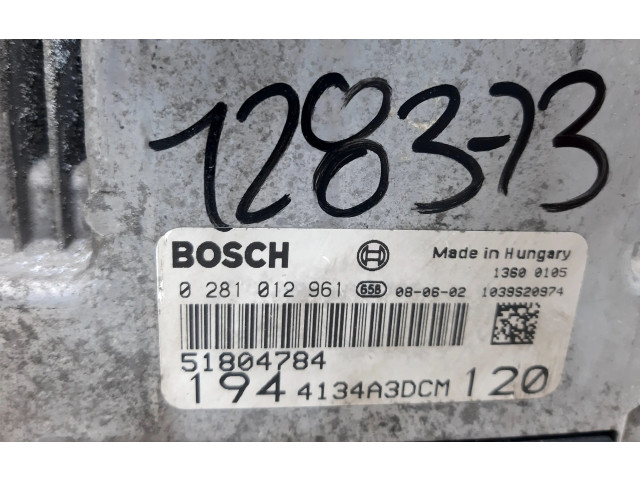 1283-13
BOSCH Made in Hungary
1360 0105
0 281 012 961 658 08-06-02 1039S20974
51804784
194 4134A3DCM 120